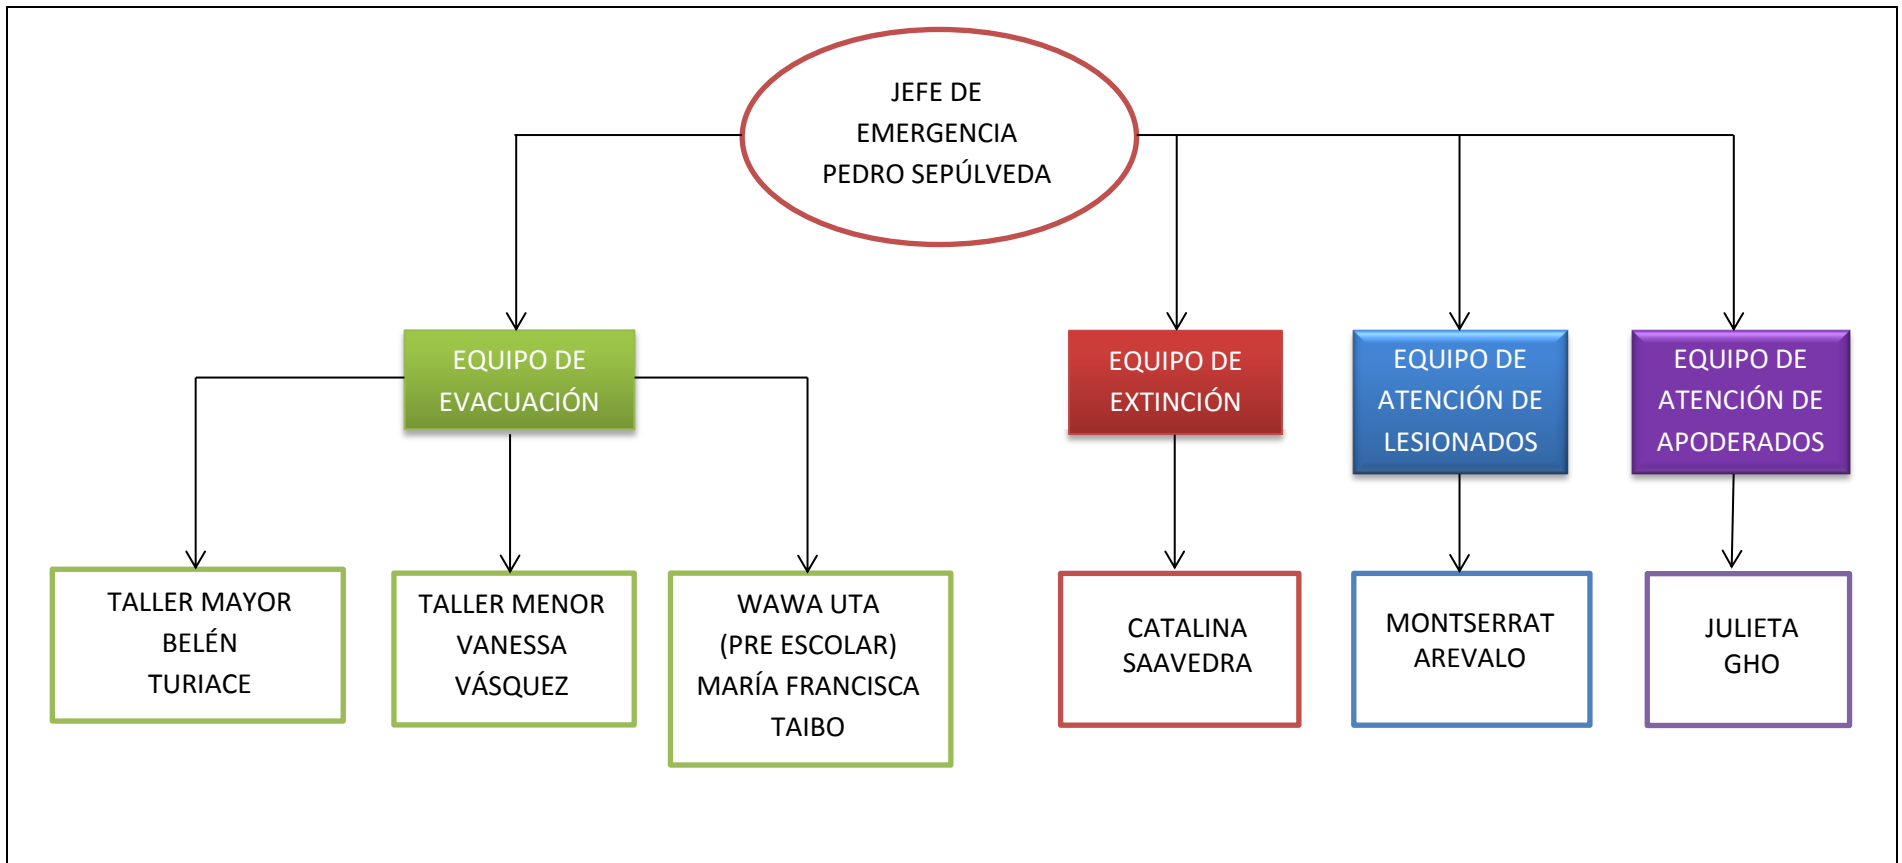 JEFE DE
EMERGENCIA
PEDRO SEPÚLVEDA
EQUIPO DE
EVACUACIÓN
EQUIPO DE
EXTINCIÓN
EQUIPO DE
ATENCIÓN DE
LESIONADOS
EQUIPO DE
ATENCIÓN DE
APODERADOS
TALLER MAYOR
BELÉN
TURIACE
TALLER MENOR
VANESSA
VÁSQUEZ
WAWA UTA
(PRE ESCOLAR)
MARÍA FRANCISCA
TAIBO
CATALINA
SAAVEDRA
MONTSERRAT
AREVALO
JULIETA
GHO